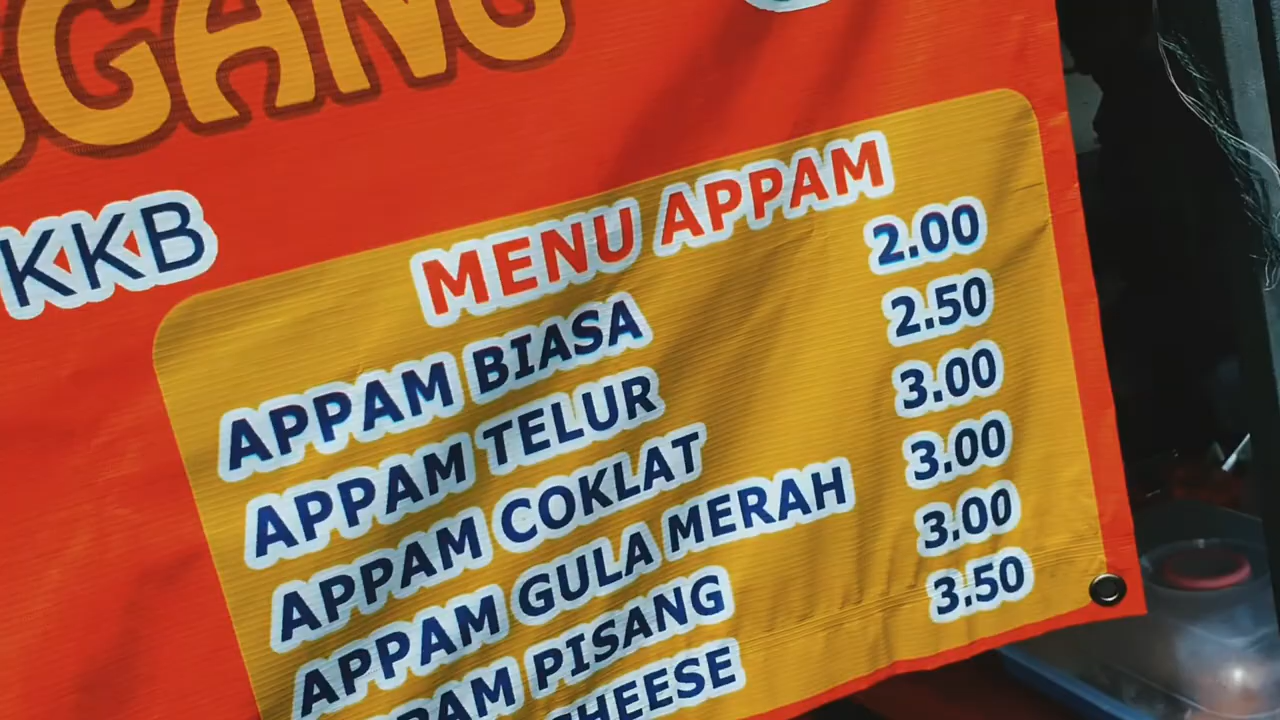 GANG
KKB
MENU APPAM
APPAM BIASA 2.00
APPAM TELUR 2.50
APPAM COKLAT 3.00
APPAM GULA MERAH 3.00
APPAM PISANG 3.00
CHEESE 3.50